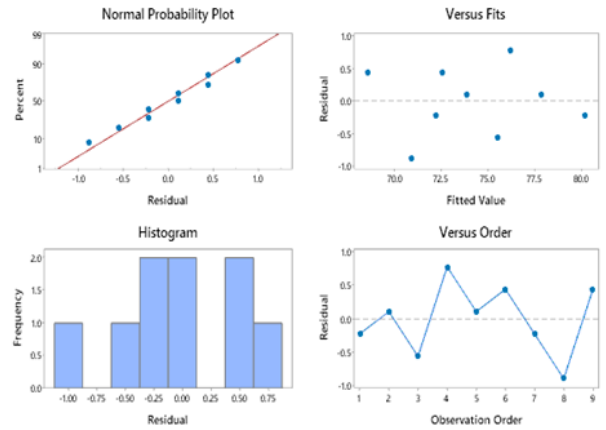 Normal Probability Plot
Percent
99
90
50
10
1
-1.0 -0.5 0.0 0.5 1.0
Residual
Versus Fits
Residual
1.0
0.5
0.0
-0.5
-1.0
70.0 72.5 75.0 77.5 80.0
Fitted Value
Histogram
Frequency
2.0
1.5
1.0
0.5
0.0
-1.00 -0.75 -0.50 -0.25 0.00 0.25 0.50 0.75
Residual
Versus Order
Residual
1.0
0.5
0.0
-0.5
-1.0
1 2 3 4 5 6 7 8 9
Observation Order